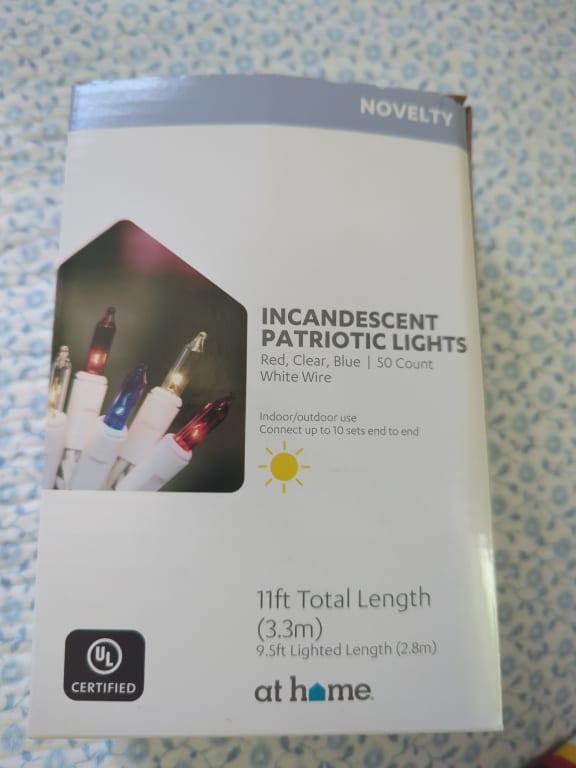 NOVELTY
INCANDESCENT
PATRIOTIC LIGHTS
Red, Clear, Blue | 50 Count
White Wire
Indoor/outdoor use
Connect up to 10 sets end to end
11ft Total Length
(3.3m)
9.5ft Lighted Length (2.8m)
UL
CERTIFIED
at home.